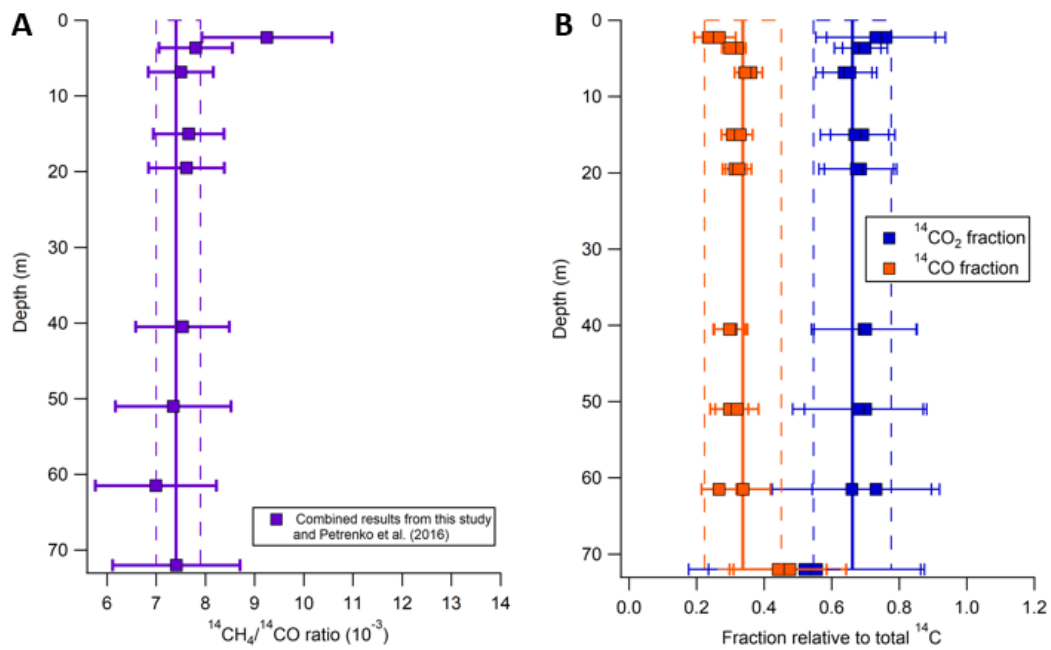 A
0
10
20
30
40
50
60
70
Depth (m)
6 7 8 9 10 11 12 13 14
¹⁴CH₄/¹⁴CO ratio (10⁻³)
Combined results from this study
and Petrenko et al. (2016)
B
0
10
20
30
40
50
60
70
Depth (m)
0.0 0.2 0.4 0.6 0.8 1.0 1.2
Fraction relative to total ¹⁴C
¹⁴CO₂ fraction
¹⁴CO fraction